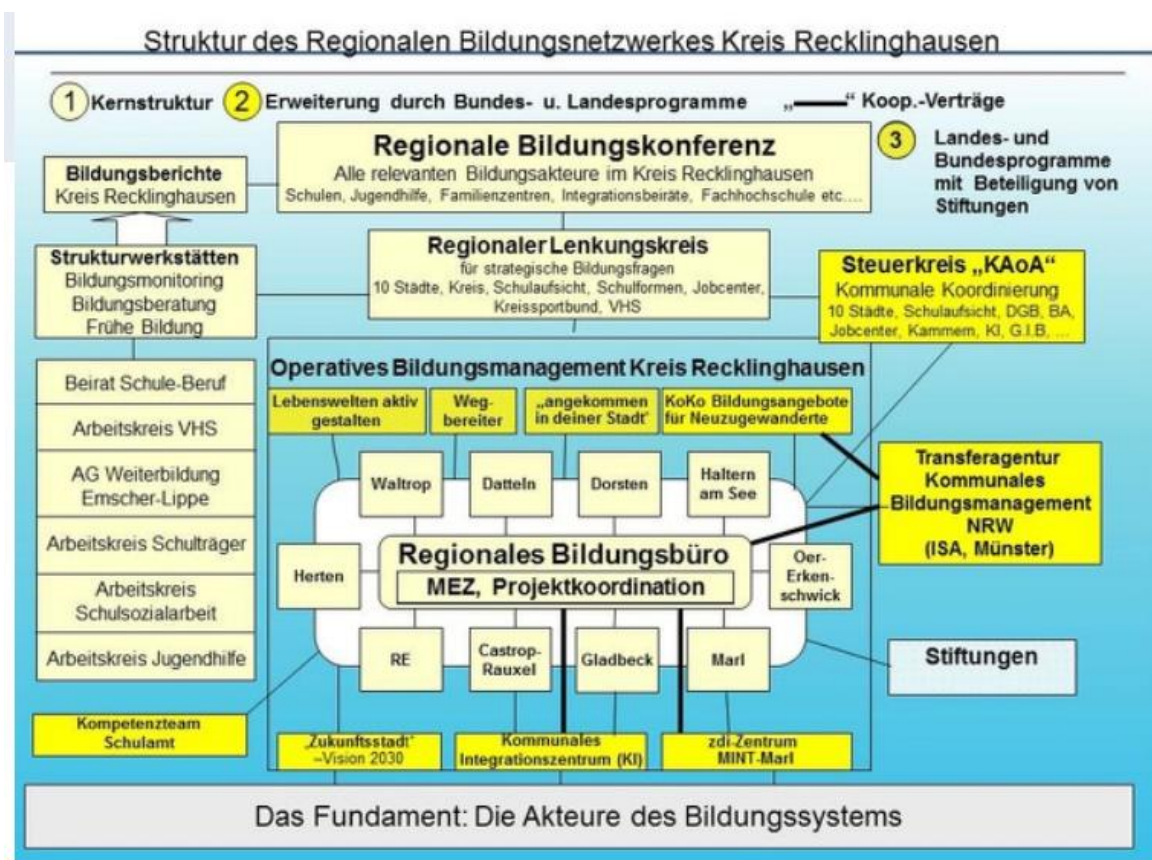 Struktur des Regionalen Bildungsnetzwerkes Kreis Recklinghausen
1 Kernstruktur 2 Erweiterung durch Bundes- u. Landesprogramme „——“ Koop.-Verträge
3 Landes- und
Bundesprogramme
mit Beteiligung von
Stiftungen
Regionale Bildungskonferenz
Alle relevanten Bildungsakteure im Kreis Recklinghausen
Schulen, Jugendhilfe, Familienzentren, Integrationsbeiräte, Fachhochschule etc....
Bildungsberichte
Kreis Recklinghausen
Strukturwerkstätten
Bildungsmonitoring
Bildungsberatung
Frühe Bildung
Regionaler Lenkungskreis
für strategische Bildungsfragen
10 Städte, Kreis, Schulaufsicht, Schulformen, Jobcenter,
Kreissportbund, VHS
Steuerkreis „KAoA“
Kommunale Koordinierung
10 Städte, Schulaufsicht, DGB, BA,
Jobcenter, Kammern, KI, G.I.B, ...
Beirat Schule-Beruf
Arbeitskreis VHS
AG Weiterbildung
Emscher-Lippe
Arbeitskreis Schulträger
Arbeitskreis
Schulsozialarbeit
Arbeitskreis Jugendhilfe
Kompetenzteam
Schulamt
Operatives Bildungsmanagement Kreis Recklinghausen
Lebenswelten aktiv
gestalten
Weg-
bereiter
„angekommen
in deiner Stadt“
KoKo Bildungsangebote
für Neuzugewanderte
Waltrop
Datteln
Dorsten
Haltern
am See
Herten
Regionales Bildungsbüro
MEZ, Projektkoordination
Oer-
Erken-
schwick
RE
Castrop-
Rauxel
Gladbeck
Marl
„Zukunftsstadt“
–Vision 2030
Kommunales
Integrationszentrum (KI)
zdi-Zentrum
MINT-Marl
Transferagentur
Kommunales
Bildungsmanagement
NRW
(ISA, Münster)
Stiftungen
Das Fundament: Die Akteure des Bildungssystems